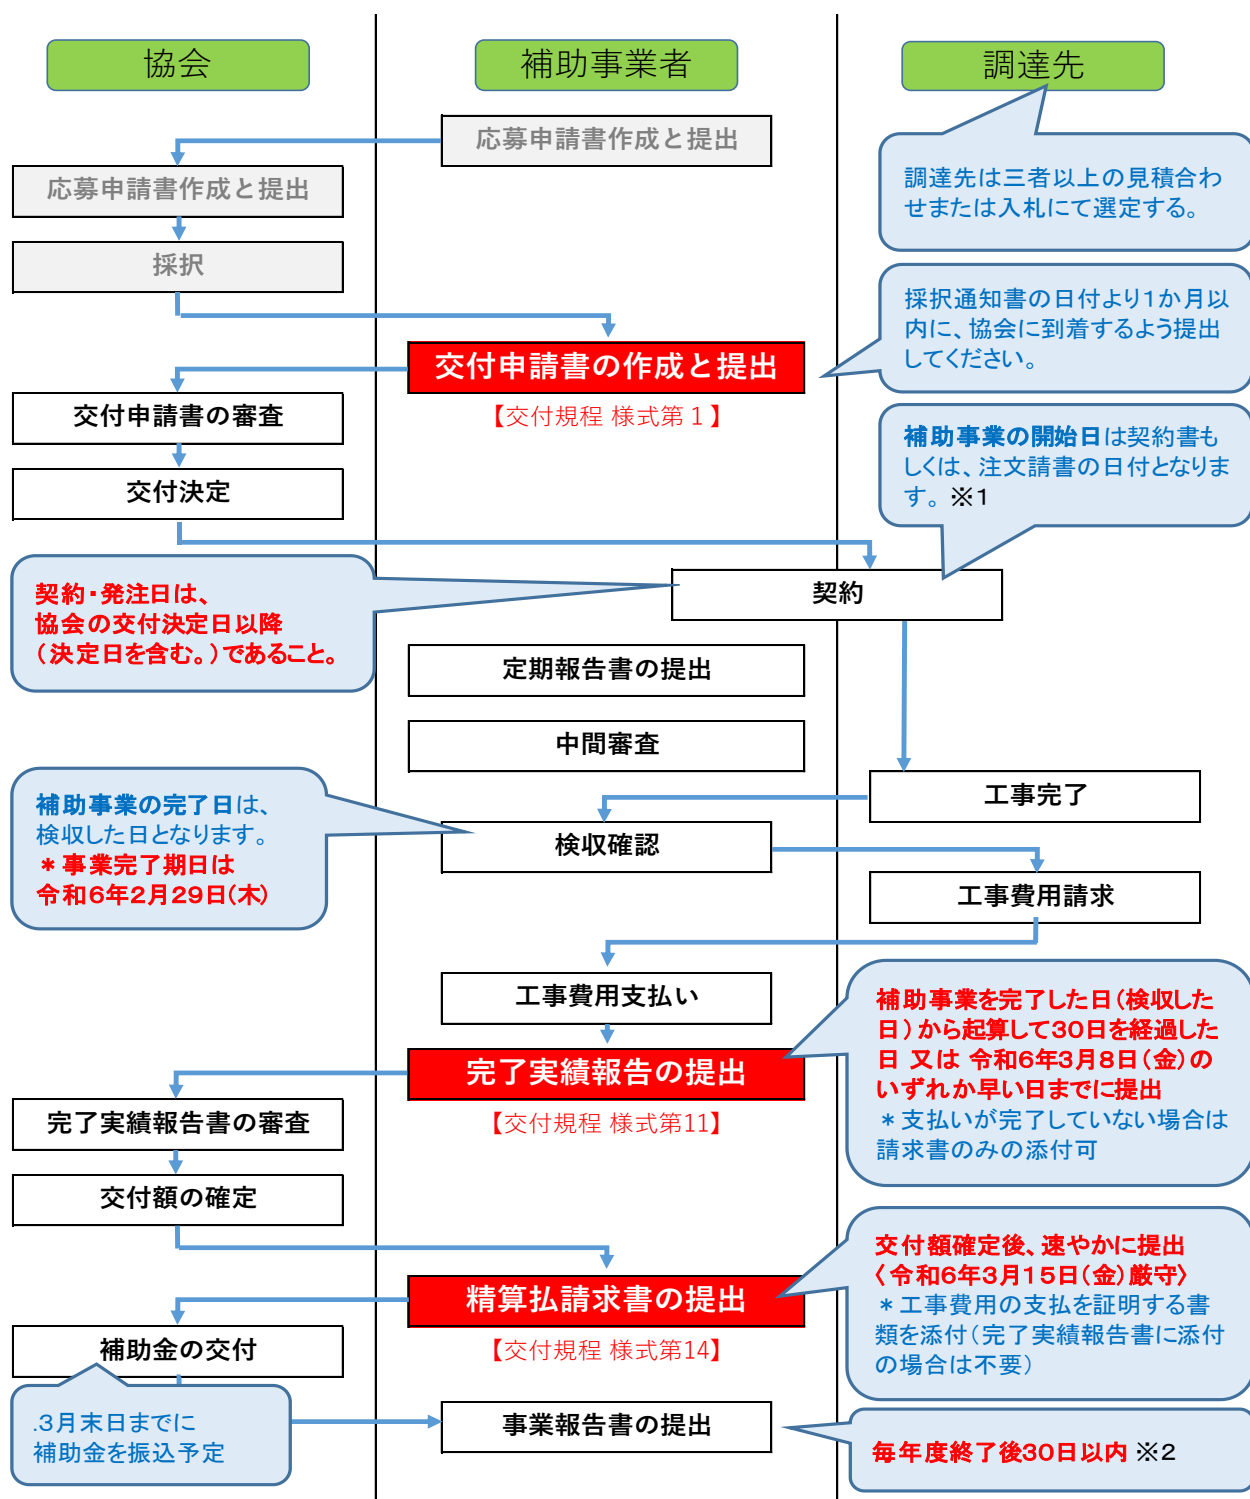 協会
補助事業者
調達先
応募申請書作成と提出
応募申請書作成と提出
調達先は三者以上の見積合わ
せまたは入札にて選定する。
採択
採択通知書の日付より1か月以
内に、協会に到着するよう提出
してください。
交付申請書の作成と提出
【交付規程 様式第１】
交付申請書の審査
補助事業の開始日は契約書も
しくは、注文請書の日付となりま
す。 ※1
交付決定
契約・発注日は、
協会の交付決定日以降
（決定日を含む。）であること。
契約
定期報告書の提出
中間審査
補助事業の完了日は、
検収した日となります。
＊事業完了期日は
令和6年2月29日(木)
工事完了
検収確認
工事費用請求
工事費用支払い
補助事業を完了した日（検収した
日）から起算して30日を経過した
日 又は 令和6年3月8日（金）の
いずれか早い日までに提出
＊支払いが完了していない場合は
請求書のみの添付可
完了実績報告の提出
【交付規程 様式第11】
完了実績報告書の審査
交付額の確定
交付額確定後、速やかに提出
〈令和6年3月15日（金）厳守〉
＊工事費用の支払を証明する書
類を添付（完了実績報告書に添付
の場合は不要）
精算払請求書の提出
【交付規程 様式第14】
補助金の交付
.3月末日までに
補助金を振込予定
事業報告書の提出
毎年度終了後30日以内 ※2